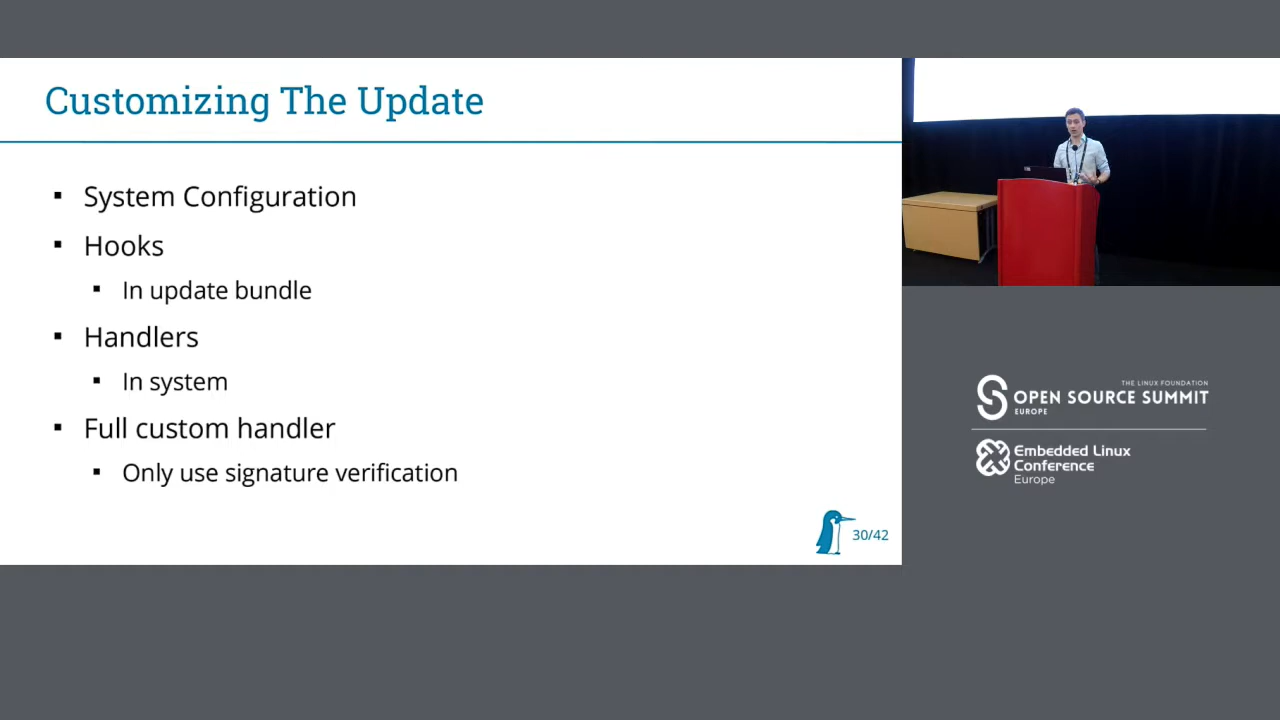 Customizing The Update
▪ System Configuration
▪ Hooks
▪ In update bundle
▪ Handlers
▪ In system
▪ Full custom handler
▪ Only use signature verification
30/42
THE LINUX FOUNDATION
OPEN SOURCE SUMMIT
EUROPE
Embedded Linux
Conference
Europe